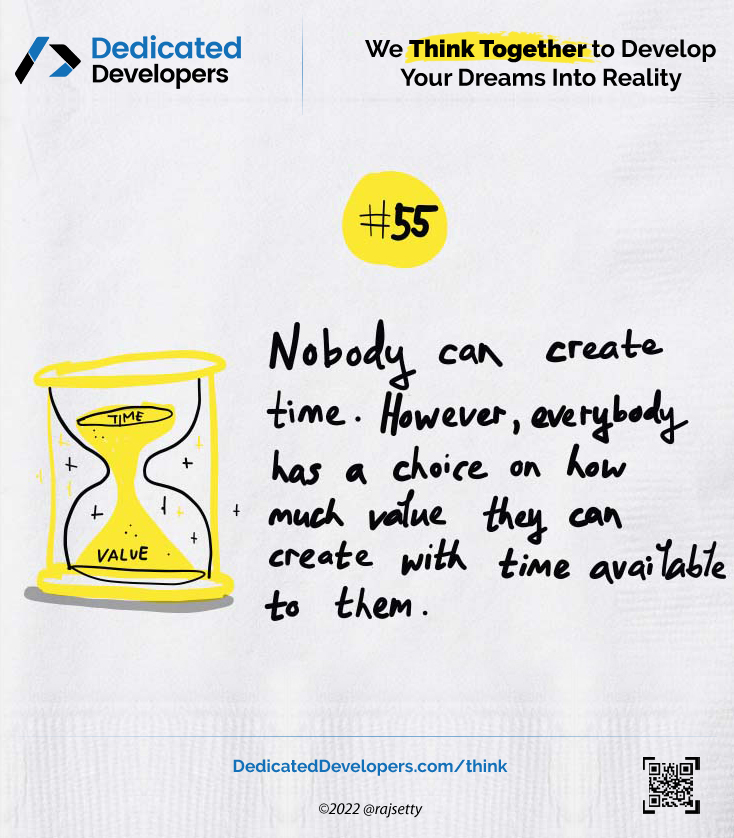 Dedicated
Developers
We Think Together to Develop
Your Dreams Into Reality
#55
Nobody can create
time. However, everybody
has a choice on how
much value they can
create with time available
to them.
TIME
VALUE
DedicatedDevelopers.com/think
©2022 @rajsetty